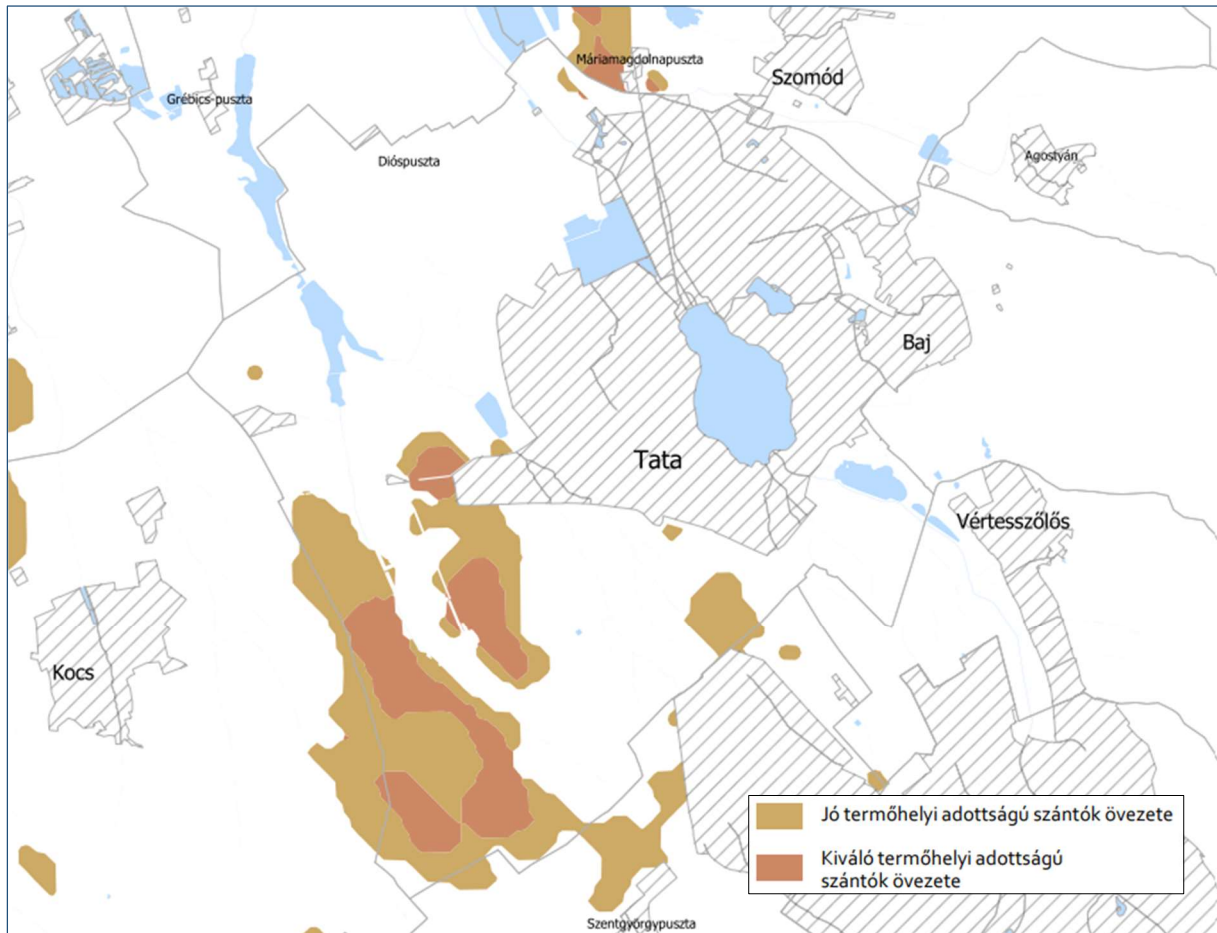 Máriamagdolnapuszta
Szomód
Grébics-puszta
Dióspuszta
Agostyán
Baj
Tata
Vértesszőlős
Kocs
Jó termőhelyi adottságú szántók övezete
Kiváló termőhelyi adottságú
szántók övezete
Szentgyörgypuszta